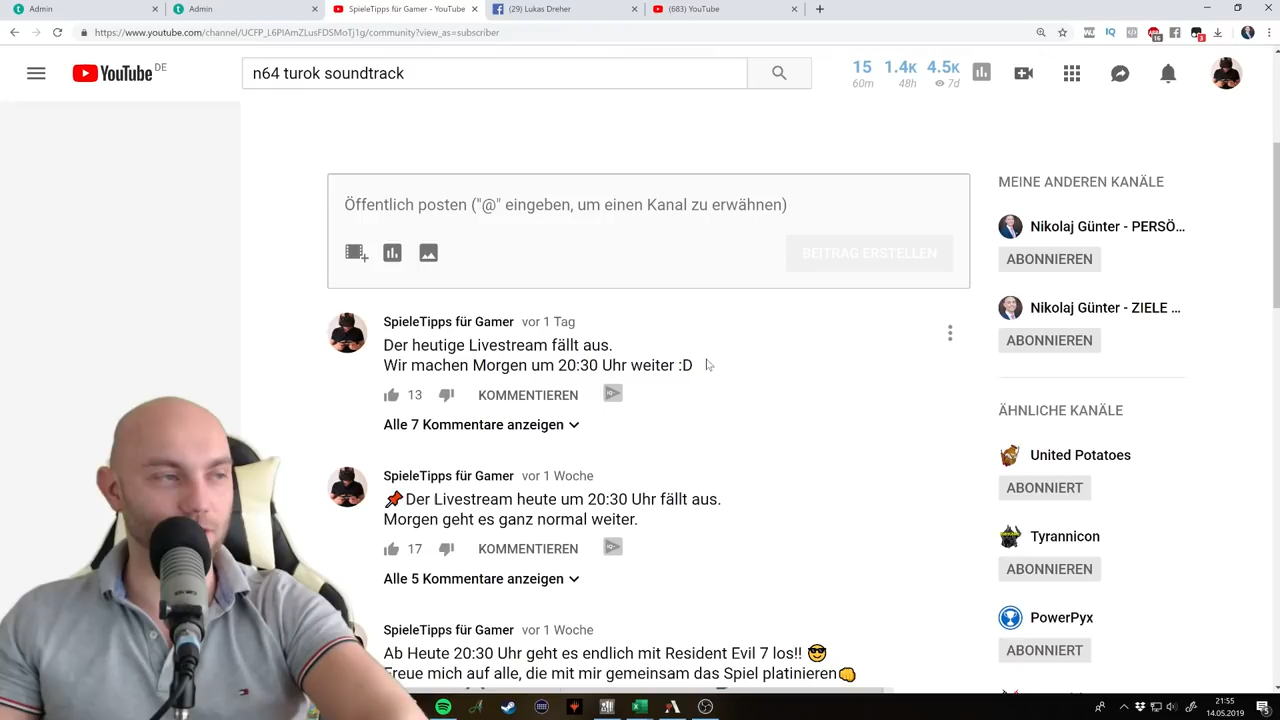 Admin
Admin
SpieleTipps für Gamer - YouTube
(29) Lukas Dreher
(683) YouTube
https://www.youtube.com/channel/UCFP_L6PIAmZLusFDSMoTj1g/community?view_as=subscriber
YouTube DE
n64 turok soundtrack
15 1.4K 4.5K
60m 48h 7d
Öffentlich posten ("@" eingeben, um einen Kanal zu erwähnen)
BEITRAG ERSTELLEN
SpieleTipps für Gamer vor 1 Tag
Der heutige Livestream fällt aus.
Wir machen Morgen um 20:30 Uhr weiter :D
13 KOMMENTIEREN
Alle 7 Kommentare anzeigen
SpieleTipps für Gamer vor 1 Woche
📌Der Livestream heute um 20:30 Uhr fällt aus.
Morgen geht es ganz normal weiter.
17 KOMMENTIEREN
Alle 5 Kommentare anzeigen
SpieleTipps für Gamer vor 1 Woche
Ab Heute 20:30 Uhr geht es endlich mit Resident Evil 7 los!! 😎
Freue mich auf alle, die mit mir gemeinsam das Spiel platinieren👊
MEINE ANDEREN KANÄLE
Nikolaj Günter - PERSÖ...
ABONNIEREN
Nikolaj Günter - ZIELE ...
ABONNIEREN
ÄHNLICHE KANÄLE
United Potatoes
ABONNIERT
Tyrannicon
ABONNIEREN
PowerPyx
ABONNIERT
21:55
14.05.2019